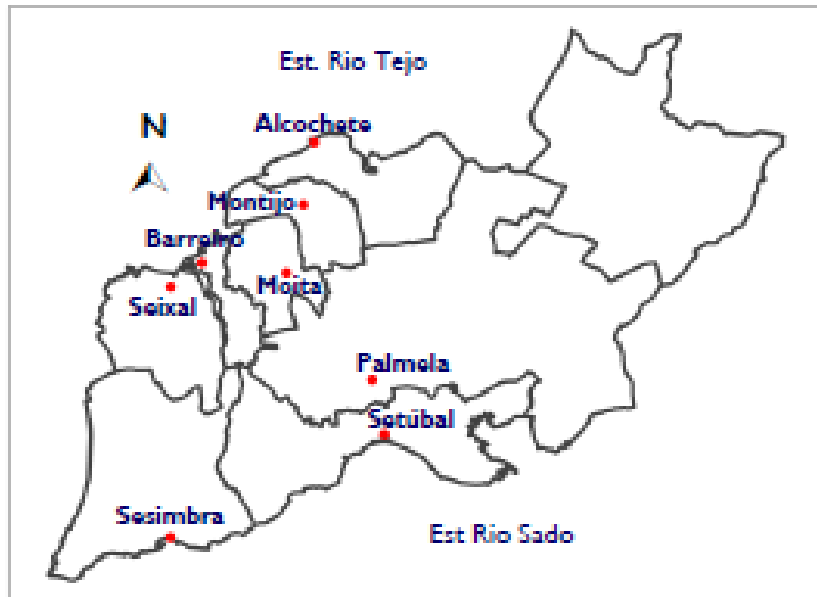 Est. Rio Tejo
N
Alcochete
Montijo
Barreiro
Moita
Seixal
Palmela
Setúbal
Sesimbra
Est Rio Sado